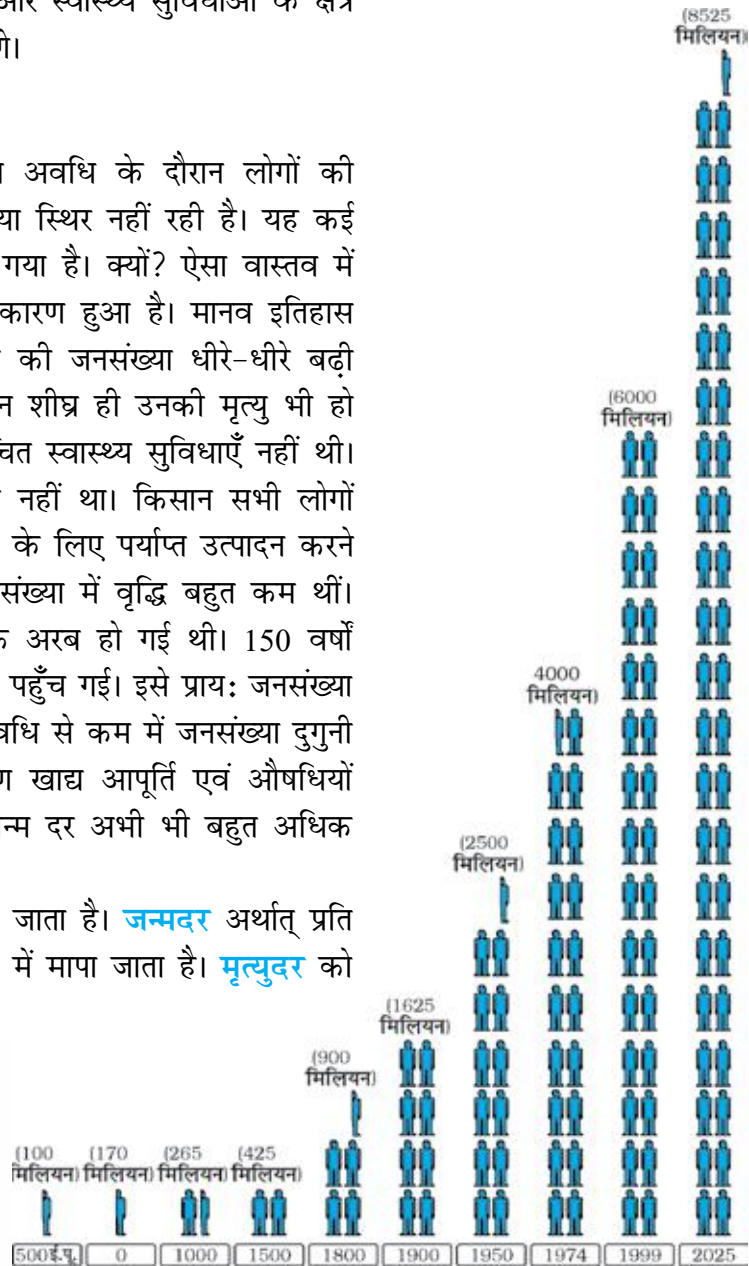 और स्वास्थ्य सुविधाओं के क्षेत्र
गे।
अवधि के दौरान लोगों की
या स्थिर नहीं रही है। यह कई
गया है। क्यों? ऐसा वास्तव में
कारण हुआ है। मानव इतिहास
की जनसंख्या धीरे-धीरे बढ़ी
न शीघ्र ही उनकी मृत्यु भी हो
चित स्वास्थ्य सुविधाएँ नहीं थी।
नहीं था। किसान सभी लोगों
के लिए पर्याप्त उत्पादन करने
संख्या में वृद्धि बहुत कम थीं।
क अरब हो गई थी। 150 वर्षों
पहुँच गई। इसे प्राय: जनसंख्या
वधि से कम में जनसंख्या दुगुनी
ण खाद्य आपूर्ति एवं औषधियों
न्म दर अभी भी बहुत अधिक
जाता है। जन्मदर अर्थात् प्रति
में मापा जाता है। मृत्युदर को
(8525
मिलियन)
(6000
मिलियन)
4000
मिलियन)
(2500
मिलियन)
(1625
मिलियन)
(900
मिलियन)
(100 (170 (265 (425
मिलियन) मिलियन) मिलियन) मिलियन)
500ई.पू. 0 1000 1500 1800 1900 1950 1974 1999 2025